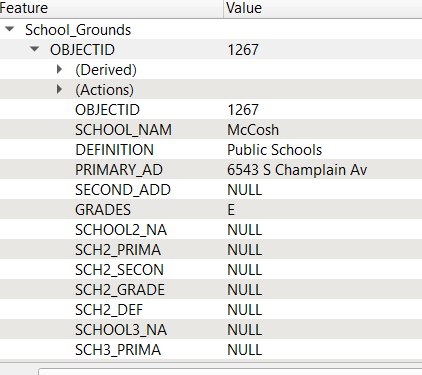 Feature Value
School_Grounds
OBJECTID 1267
(Derived)
(Actions)
OBJECTID 1267
SCHOOL_NAM McCosh
DEFINITION Public Schools
PRIMARY_AD 6543 S Champlain Av
SECOND_ADD NULL
GRADES E
SCHOOL2_NA NULL
SCH2_PRIMA NULL
SCH2_SECON NULL
SCH2_GRADE NULL
SCH2_DEF NULL
SCHOOL3_NA NULL
SCH3_PRIMA NULL